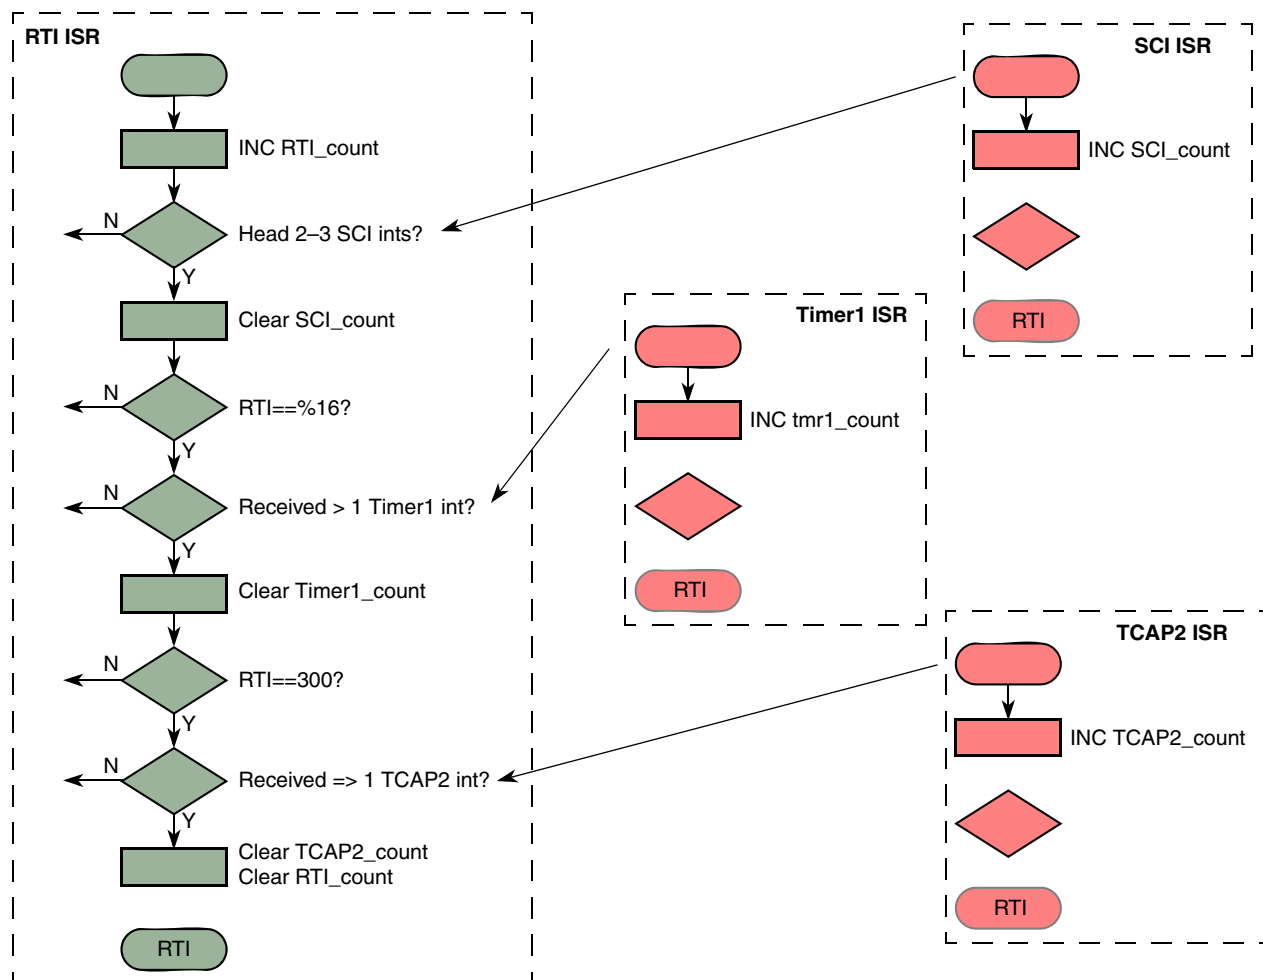 RTI ISR
INC RTI_count
N
Head 2–3 SCI ints?
Y
Clear SCI_count
N
RTI==%16?
Y
N
Received > 1 Timer1 int?
Y
Clear Timer1_count
N
RTI==300?
Y
N
Received => 1 TCAP2 int?
Y
Clear TCAP2_count
Clear RTI_count
RTI
Timer1 ISR
INC tmr1_count
RTI
SCI ISR
INC SCI_count
RTI
TCAP2 ISR
INC TCAP2_count
RTI